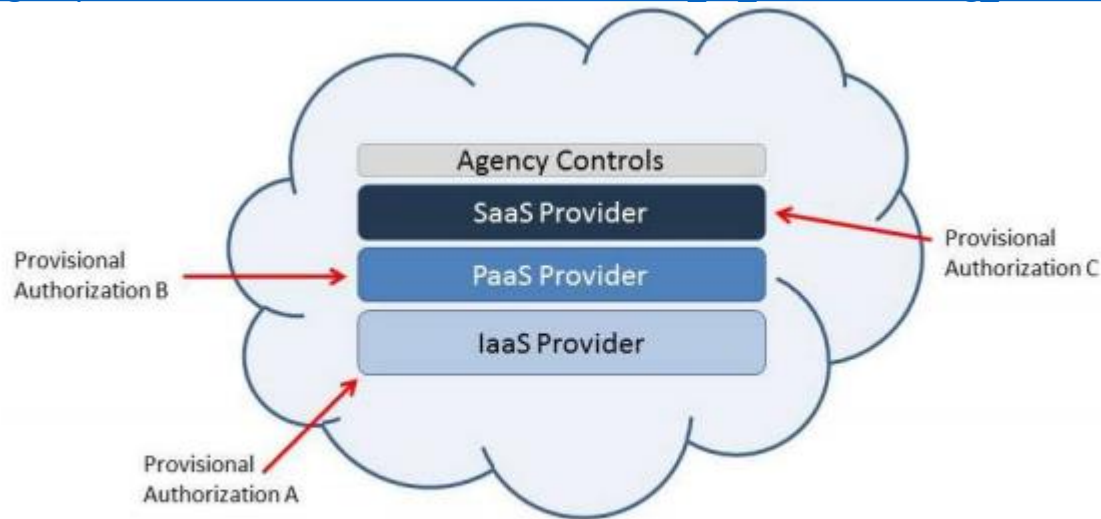 Agency Controls
SaaS Provider
Provisional
Authorization C
PaaS Provider
Provisional
Authorization B
IaaS Provider
Provisional
Authorization A